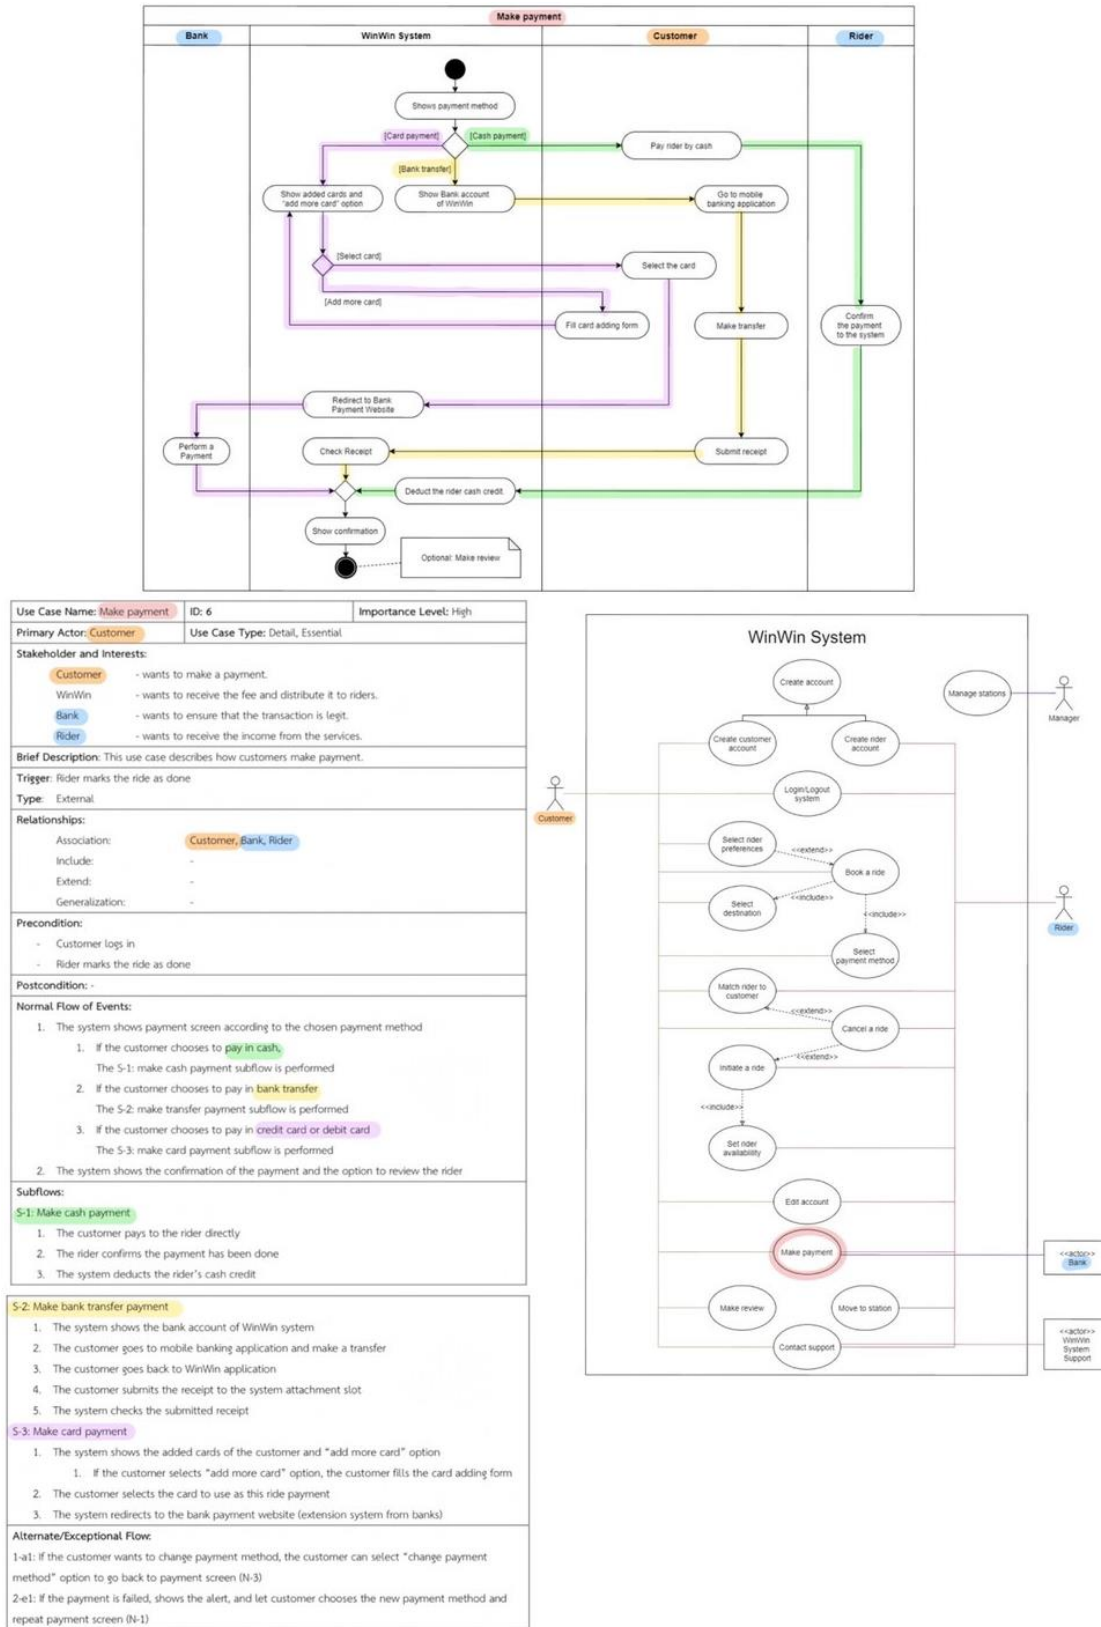 Make payment
Bank
WinWin System
Customer
Rider
Shows payment method
[Card payment]
[Cash payment]
Pay rider by cash
[Bank transfer]
Show added cards and
"add more card" option
Show Bank account
of WinWin
Go to mobile
banking application
[Select card]
Select the card
[Add more card]
Fill card adding form
Make transfer
Confirm
the payment
to the system
Redirect to Bank
Payment Website
Perform a
Payment
Check Receipt
Submit receipt
Deduct the rider cash credit.
Show confirmation
Optional: Make review
Use Case Name: Make payment
ID: 6
Importance Level: High
Primary Actor: Customer
Use Case Type: Detail, Essential
Stakeholder and Interests:
Customer - wants to make a payment.
WinWin - wants to receive the fee and distribute it to riders.
Bank - wants to ensure that the transaction is legit.
Rider - wants to receive the income from the services.
Brief Description: This use case describes how customers make payment.
Trigger: Rider marks the ride as done
Type: External
Relationships:
Association: Customer, Bank, Rider
Include: -
Extend: -
Generalization: -
Precondition:
- Customer logs in
- Rider marks the ride as done
Postcondition: -
Normal Flow of Events:
1. The system shows payment screen according to the chosen payment method
1. If the customer chooses to pay in cash,
The S-1: make cash payment subflow is performed
2. If the customer chooses to pay in bank transfer
The S-2: make transfer payment subflow is performed
3. If the customer chooses to pay in credit card or debit card
The S-3: make card payment subflow is performed
2. The system shows the confirmation of the payment and the option to review the rider
Subflows:
S-1: Make cash payment
1. The customer pays to the rider directly
2. The rider confirms the payment has been done
3. The system deducts the rider's cash credit
S-2: Make bank transfer payment
1. The system shows the bank account of WinWin system
2. The customer goes to mobile banking application and make a transfer
3. The customer goes back to WinWin application
4. The customer submits the receipt to the system attachment slot
5. The system checks the submitted receipt
S-3: Make card payment
1. The system shows the added cards of the customer and "add more card" option
1. If the customer selects "add more card" option, the customer fills the card adding form
2. The customer selects the card to use as this ride payment
3. The system redirects to the bank payment website (extension system from banks)
Alternate/Exceptional Flow:
1-a1: If the customer wants to change payment method, the customer can select "change payment
method" option to go back to payment screen (N-3)
2-e1: If the payment is failed, shows the alert, and let customer chooses the new payment method and
repeat payment screen (N-1)
WinWin System
Create account
Manage stations
Manager
Create customer
account
Create rider
account
Login/Logout
system
Customer
Select rider
preferences
<<extend>>
Book a ride
Select
destination
<<include>>
<<include>>
Rider
Select
payment method
Match rider to
customer
<<extend>>
Cancel a ride
<<extend>>
Initiate a ride
<<include>>
Set rider
availability
Edit account
Make payment
<<actor>>
Bank
Make review
Move to station
Contact support
<<actor>>
WinWin
System
Support